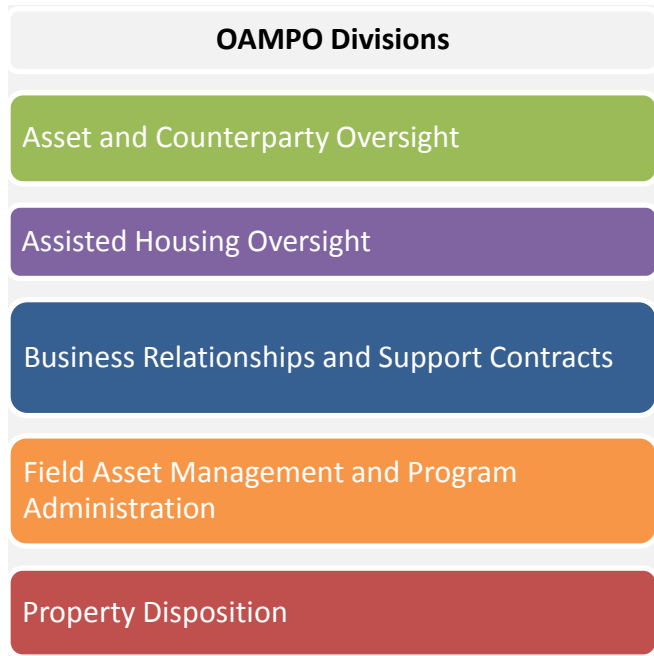 OAMPO Divisions
Asset and Counterparty Oversight
Assisted Housing Oversight
Business Relationships and Support Contracts
Field Asset Management and Program
Administration
Property Disposition